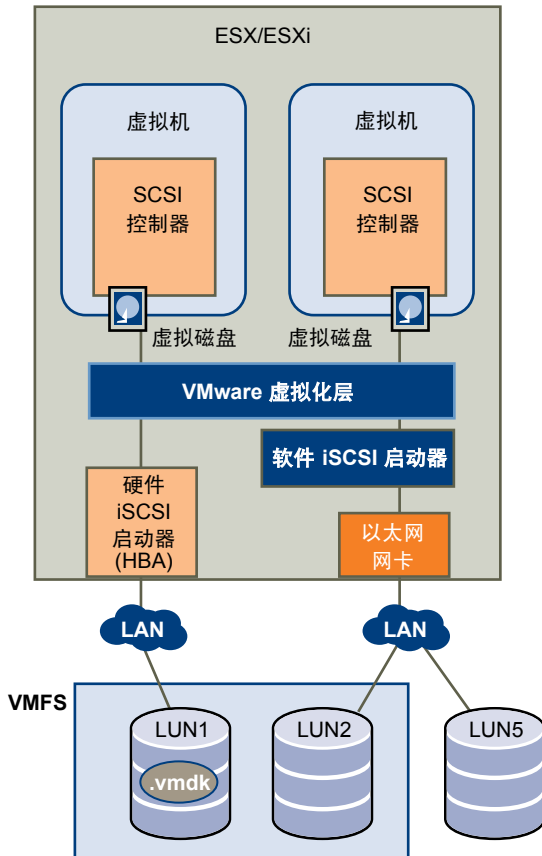 ESX/ESXi
虚拟机
虚拟机
SCSI
控制器
SCSI
控制器
虚拟磁盘
虚拟磁盘
VMware 虚拟化层
软件 iSCSI 启动器
硬件
iSCSI
启动器
(HBA)
以太网
网卡
LAN
LAN
VMFS
LUN1
LUN2
LUN5
.vmdk